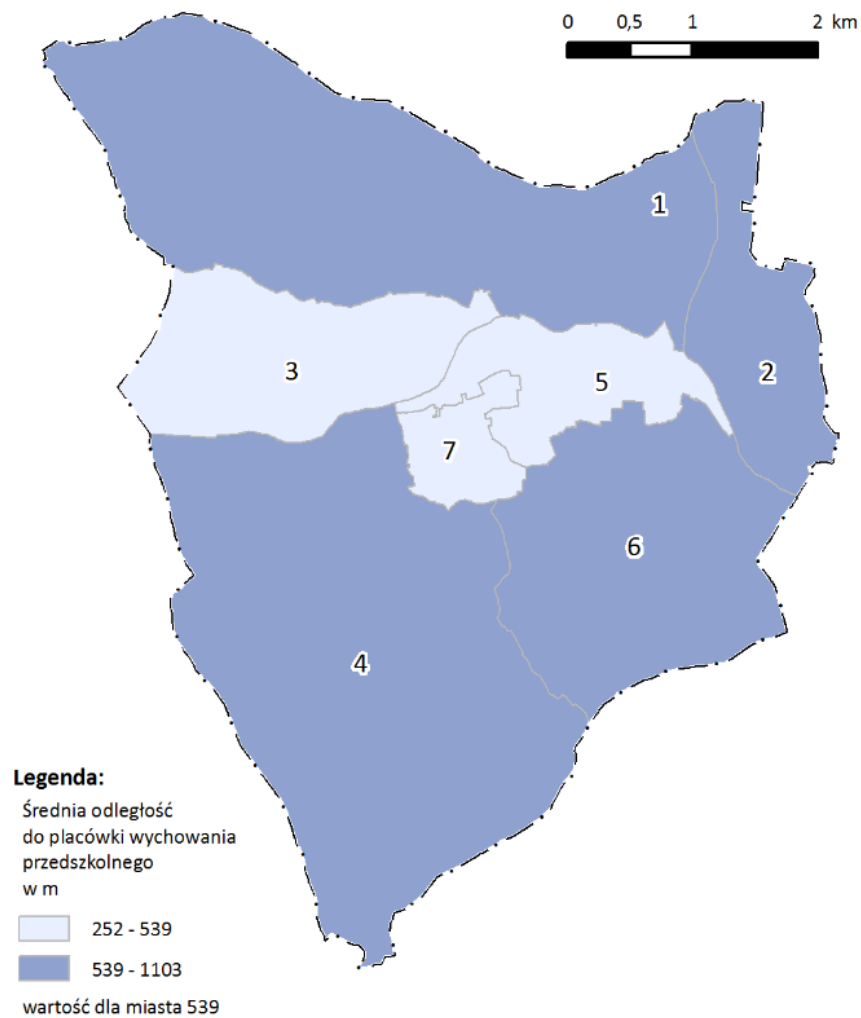 0 0,5 1 2 km
1
2
3
5
7
6
4
Legenda:
Średnia odległość
do placówki wychowania
przedszkolnego
w m
252 - 539
539 - 1103
wartość dla miasta 539